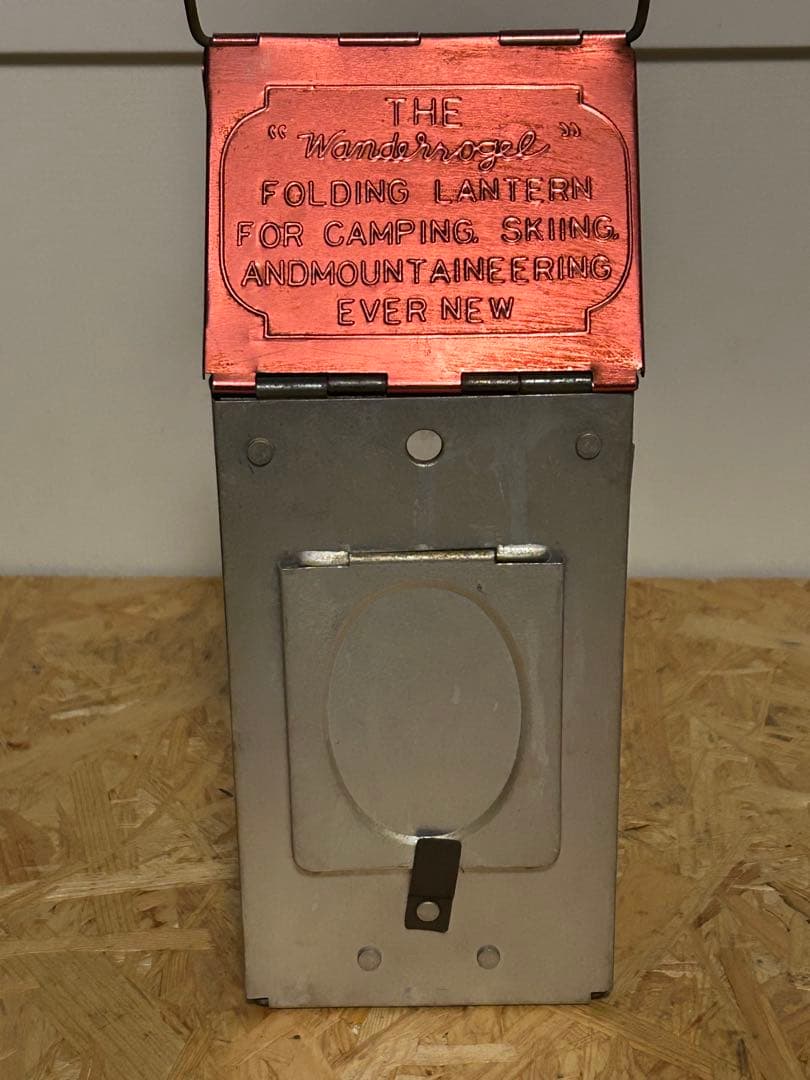 THE
"Wandervogel"
FOLDING LANTERN
FOR CAMPING. SKIING.
ANDMOUNTAINEERING
EVER NEW